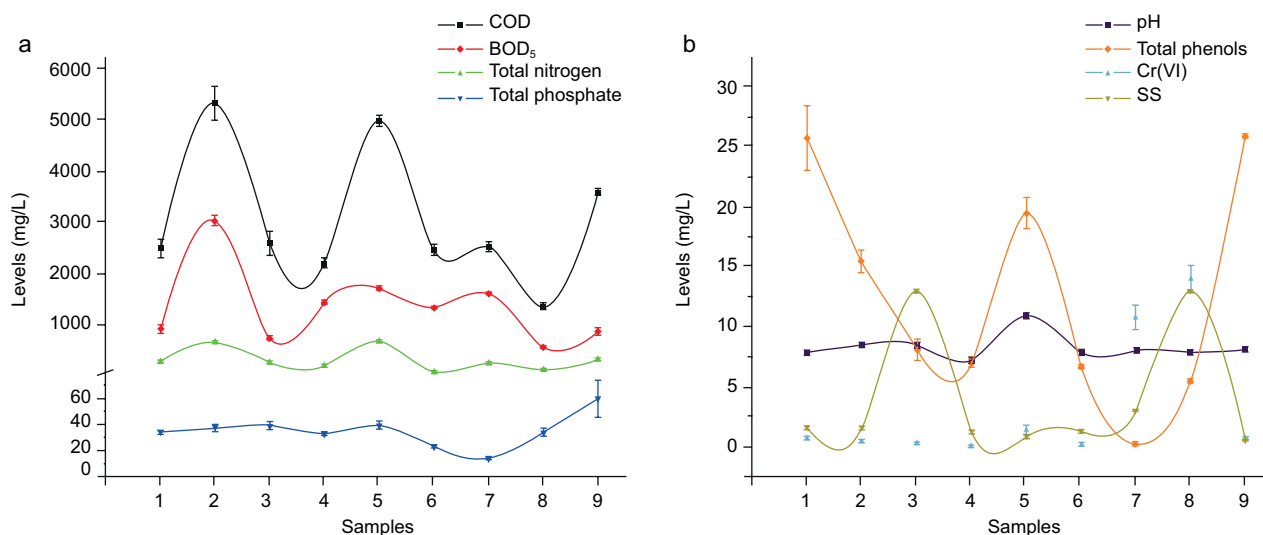 a
COD
BOD₅
Total nitrogen
Total phosphate
6000
5000
4000
3000
2000
1000
60
40
20
0
Levels (mg/L)
1 2 3 4 5 6 7 8 9
Samples
b
pH
Total phenols
Cr(VI)
SS
30
25
20
15
10
5
0
Levels (mg/L)
1 2 3 4 5 6 7 8 9
Samples